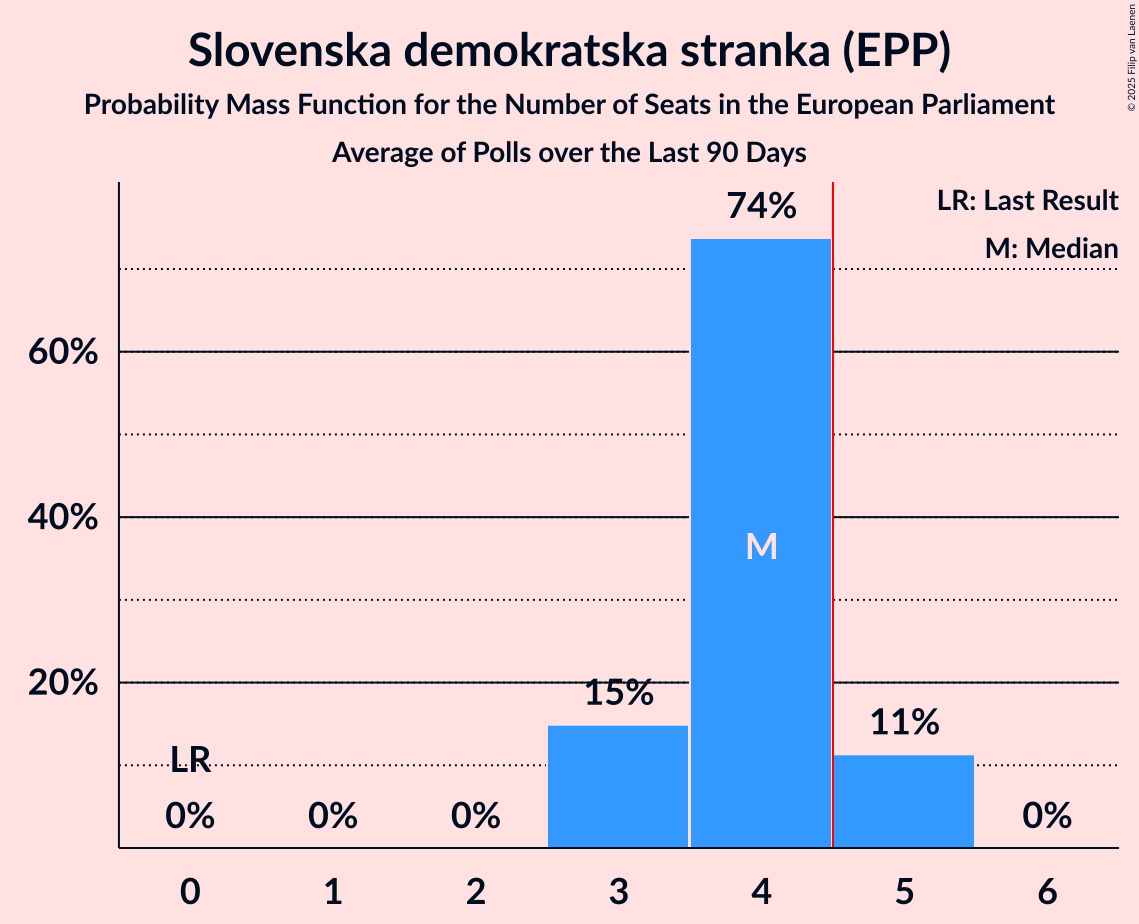 Slovenska demokratska stranka (EPP)
Probability Mass Function for the Number of Seats in the European Parliament
Average of Polls over the Last 90 Days
© 2025 Filip van Laenen
LR: Last Result
M: Median
74%
60%
40%
M
20%
15%
11%
LR
0%
0%
0%
0%
0
1
2
3
4
5
6